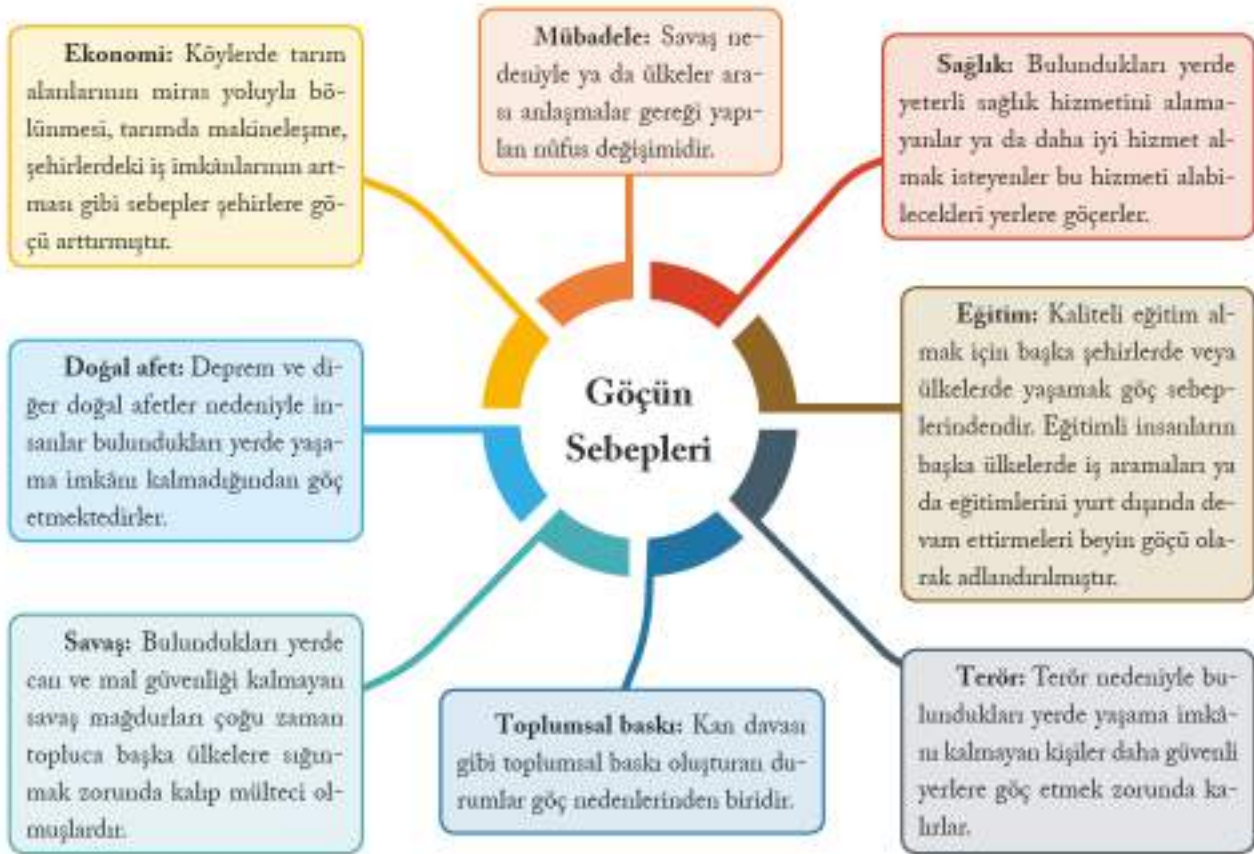 Ekonomi: Köylerde tarım
alanlarının miras yoluyla bö-
lünmesi, tarımda makineleşme,
şehirlerdeki iş imkânlarının art-
ması gibi sebepler şehirlere gö-
çü arttırmıştır.
Mübadele: Savaş ne-
deniyle ya da ülkeler ara-
sı anlaşmalar gereği yapı-
lan nüfus değişimidir.
Sağlık: Bulundukları yerde
yeterli sağlık hizmetini alama-
yanlar ya da daha iyi hizmet al-
mak isteyenler bu hizmeti alabi-
lecekleri yerlere göçerler.
Doğal afet: Deprem ve di-
ğer doğal afetler nedeniyle in-
sanlar bulundukları yerde yaşa-
ma imkânı kalmadığından göç
etmektedirler.
Göçün
Sebepleri
Eğitim: Kaliteli eğitim al-
mak için başka şehirlerde veya
ülkelerde yaşamak göç sebep-
lerindendir. Eğitimli insanların
başka ülkelerde iş aramaları ya
da eğitimlerini yurt dışında de-
vam ettirmeleri beyin göçü ola-
rak adlandırılmıştır.
Savaş: Bulundukları yerde
can ve mal güvenliği kalmayan
savaş mağdurları çoğu zaman
topluca başka ülkelere sığın-
mak zorunda kalıp mülteci ol-
muşlardır.
Toplumsal baskı: Kan davası
gibi toplumsal baskı oluşturan du-
rumlar göç nedenlerinden biridir.
Terör: Terör nedeniyle bu-
lundukları yerde yaşama imkâ-
nı kalmayan kişiler daha güvenli
yerlere göç etmek zorunda ka-
lırlar.